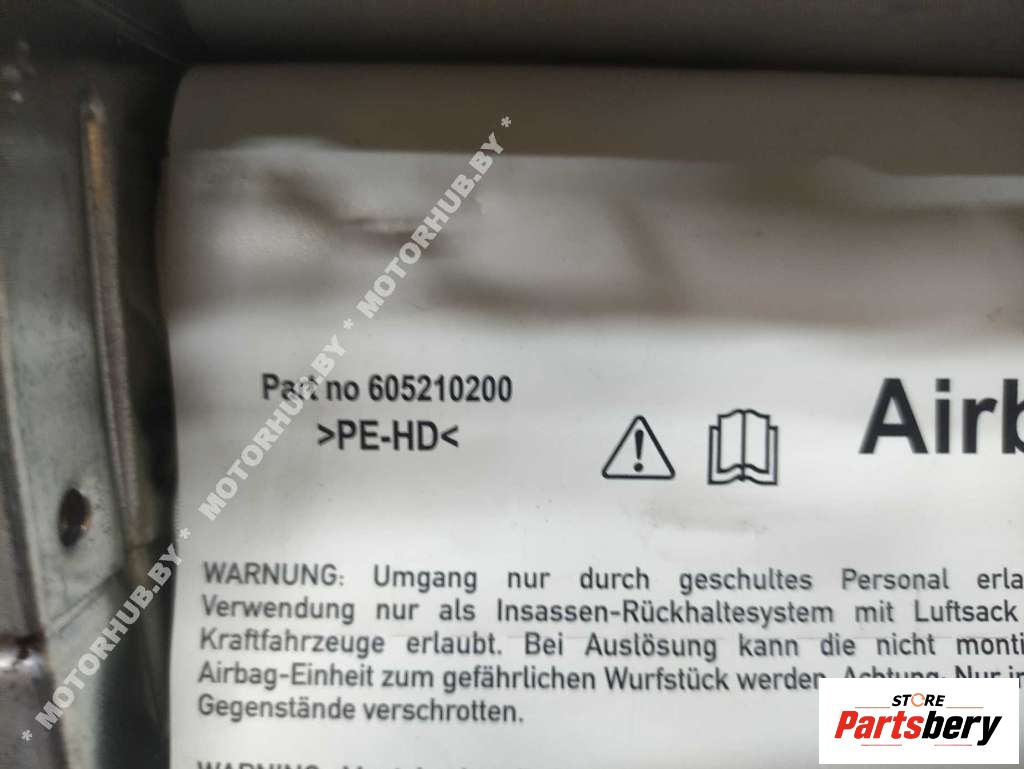 * MOTORHUB.BY * MOTORHUB.BY * MOTORHUB.BY *
Part no 605210200
>PE-HD<
Airb
WARNUNG: Umgang nur durch geschultes Personal erla
Verwendung nur als Insassen-Rückhaltesystem mit Luftsack
Kraftfahrzeuge erlaubt. Bei Auslösung kann die nicht monti
Airbag-Einheit zum gefährlichen Wurfstück werden. Achtung: Nur in
Gegenstände verschrotten.
STORE
Partsbery